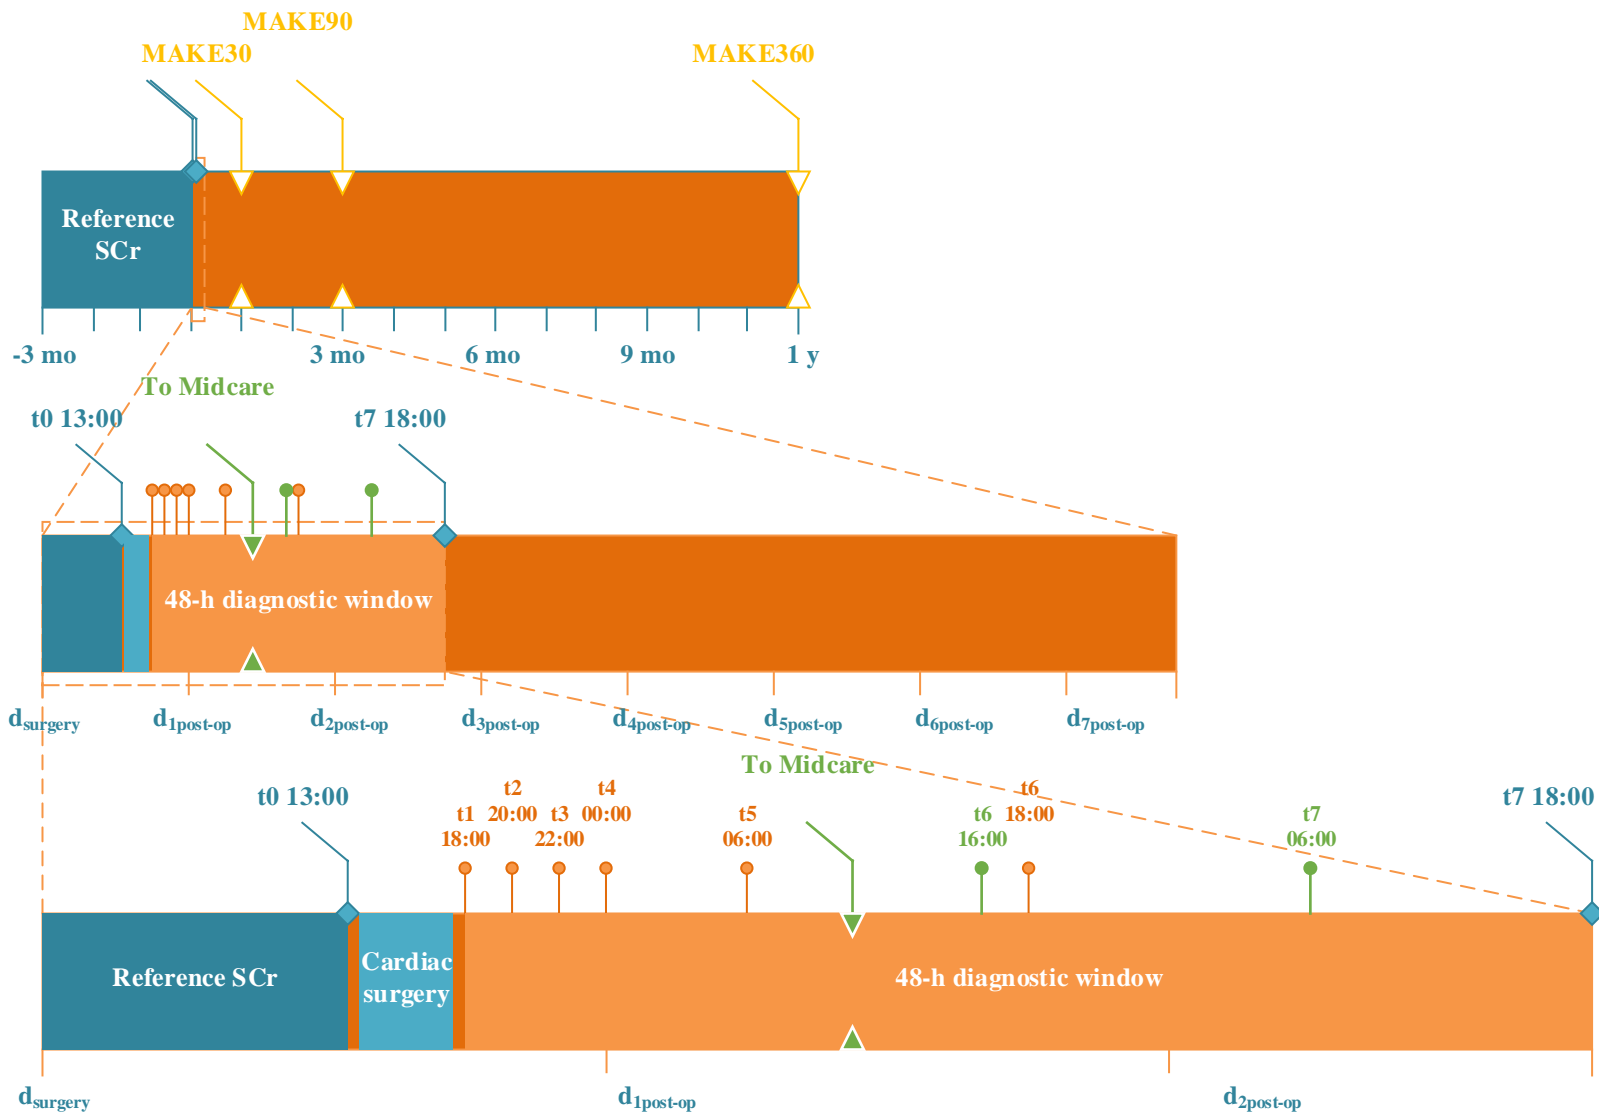 MAKE90
MAKE30
MAKE360
Reference
SCr
-3 mo
3 mo
6 mo
9 mo
1 y
To Midcare
t0 13:00
t7 18:00
48-h diagnostic window
dsurgery
d1post-op
d2post-op
d3post-op
d4post-op
d5post-op
d6post-op
d7post-op
To Midcare
t0 13:00
t1
18:00
t2
20:00
t3
22:00
t4
00:00
t5
06:00
t6
16:00
t6
18:00
t7
06:00
t7 18:00
Reference SCr
Cardiac
surgery
48-h diagnostic window
dsurgery
d1post-op
d2post-op